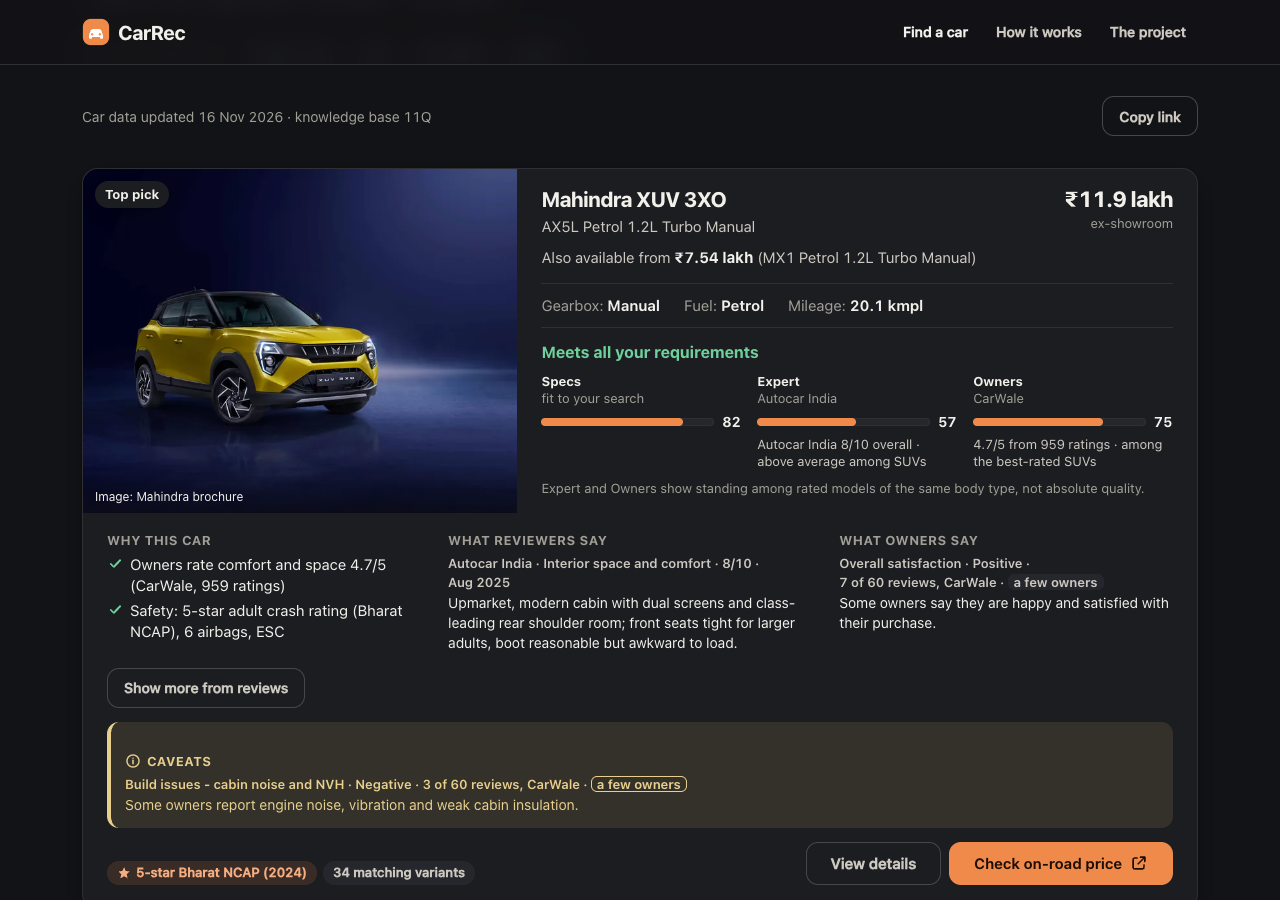 CarRec
Find a car
How it works
The project
Car data updated 16 Nov 2026 · knowledge base 11Q
Copy link
Top pick
XUV 3XO
Image: Mahindra brochure
Mahindra XUV 3XO
₹11.9 lakh
AX5L Petrol 1.2L Turbo Manual
ex-showroom
Also available from ₹7.54 lakh (MX1 Petrol 1.2L Turbo Manual)
Gearbox: Manual
Fuel: Petrol
Mileage: 20.1 kmpl
Meets all your requirements
Specs
fit to your search
82
Expert
Autocar India
57
Autocar India 8/10 overall ·
above average among SUVs
Owners
CarWale
75
4.7/5 from 959 ratings · among
the best-rated SUVs
Expert and Owners show standing among rated models of the same body type, not absolute quality.
WHY THIS CAR
Owners rate comfort and space 4.7/5
(CarWale, 959 ratings)
Safety: 5-star adult crash rating (Bharat
NCAP), 6 airbags, ESC
WHAT REVIEWERS SAY
Autocar India · Interior space and comfort · 8/10 ·
Aug 2025
Upmarket, modern cabin with dual screens and class-
leading rear shoulder room; front seats tight for larger
adults, boot reasonable but awkward to load.
WHAT OWNERS SAY
Overall satisfaction · Positive ·
7 of 60 reviews, CarWale · a few owners
Some owners say they are happy and satisfied with
their purchase.
Show more from reviews
CAVEATS
Build issues - cabin noise and NVH · Negative · 3 of 60 reviews, CarWale · a few owners
Some owners report engine noise, vibration and weak cabin insulation.
5-star Bharat NCAP (2024)
34 matching variants
View details
Check on-road price